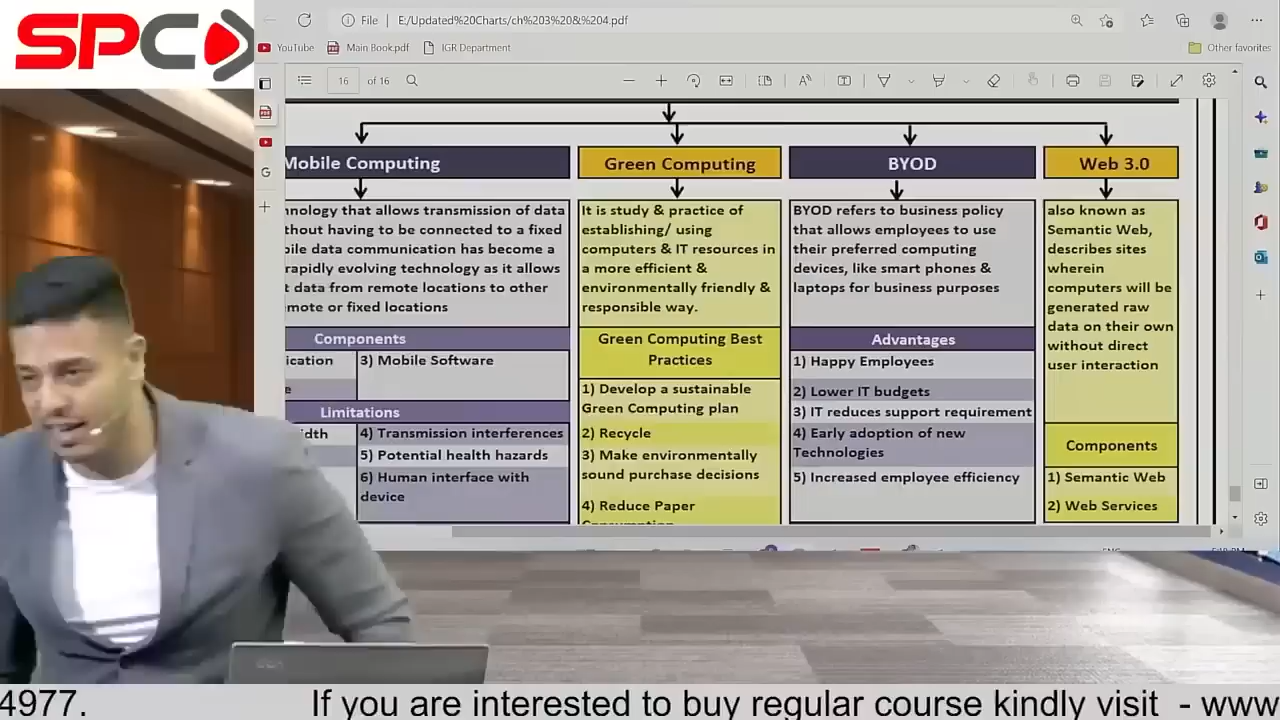 SPC
File
E:/Updated%20Charts/ch%203%20&%204.pdf
YouTube
Main Book.pdf
IGR Department
Other favorites
16 of 16
Mobile Computing
hnology that allows transmission of data
thout having to be connected to a fixed
bile data communication has become a
rapidly evolving technology as it allows
t data from remote locations to other
mote or fixed locations
Components
ication
3) Mobile Software
e
Limitations
idth
4) Transmission interferences
5) Potential health hazards
6) Human interface with
device
Green Computing
It is study & practice of
establishing/ using
computers & IT resources in
a more efficient &
environmentally friendly &
responsible way.
Green Computing Best
Practices
1) Develop a sustainable
Green Computing plan
2) Recycle
3) Make environmentally
sound purchase decisions
4) Reduce Paper
Consumption
BYOD
BYOD refers to business policy
that allows employees to use
their preferred computing
devices, like smart phones &
laptops for business purposes
Advantages
1) Happy Employees
2) Lower IT budgets
3) IT reduces support requirement
4) Early adoption of new
Technologies
5) Increased employee efficiency
Web 3.0
also known as
Semantic Web,
describes sites
wherein
computers will be
generated raw
data on their own
without direct
user interaction
Components
1) Semantic Web
2) Web Services
4977. If you are interested to buy regular course kindly visit - www